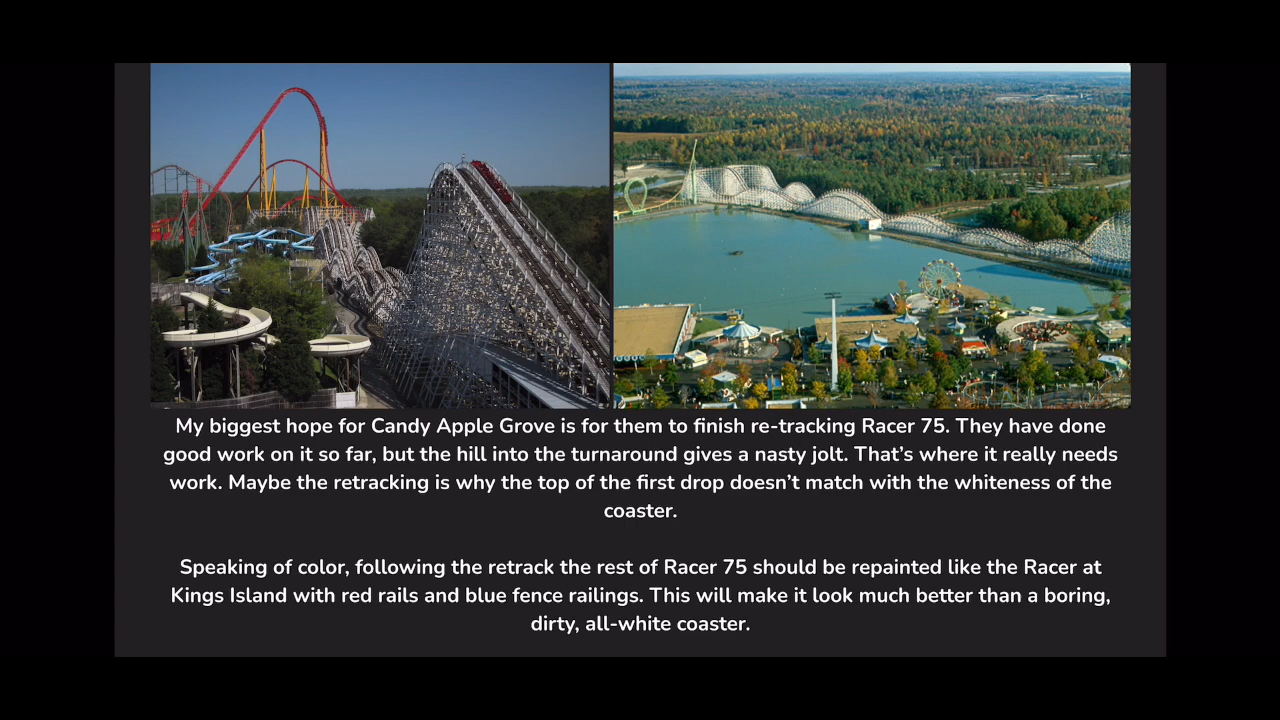 My biggest hope for Candy Apple Grove is for them to finish re-tracking Racer 75. They have done
good work on it so far, but the hill into the turnaround gives a nasty jolt. That’s where it really needs
work. Maybe the retracking is why the top of the first drop doesn’t match with the whiteness of the
coaster.
Speaking of color, following the retrack the rest of Racer 75 should be repainted like the Racer at
Kings Island with red rails and blue fence railings. This will make it look much better than a boring,
dirty, all-white coaster.